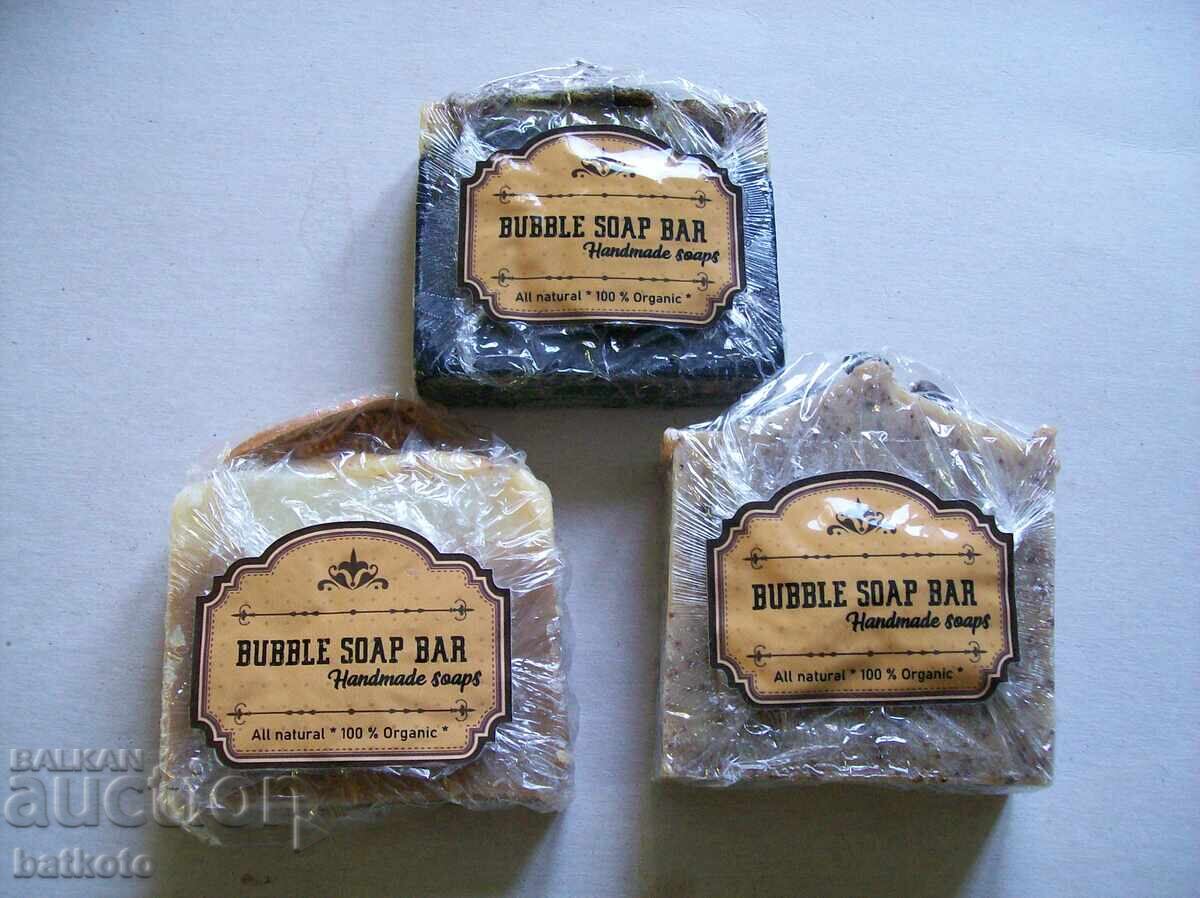 BUBBLE SOAP BAR
Handmade soaps
All natural * 100 % Organic *
BUBBLE SOAP BAR
Handmade soaps
All natural * 100 % Organic *
BUBBLE SOAP BAR
Handmade soaps
All natural * 100 % Organic *
BALKAN
auction
batkoto